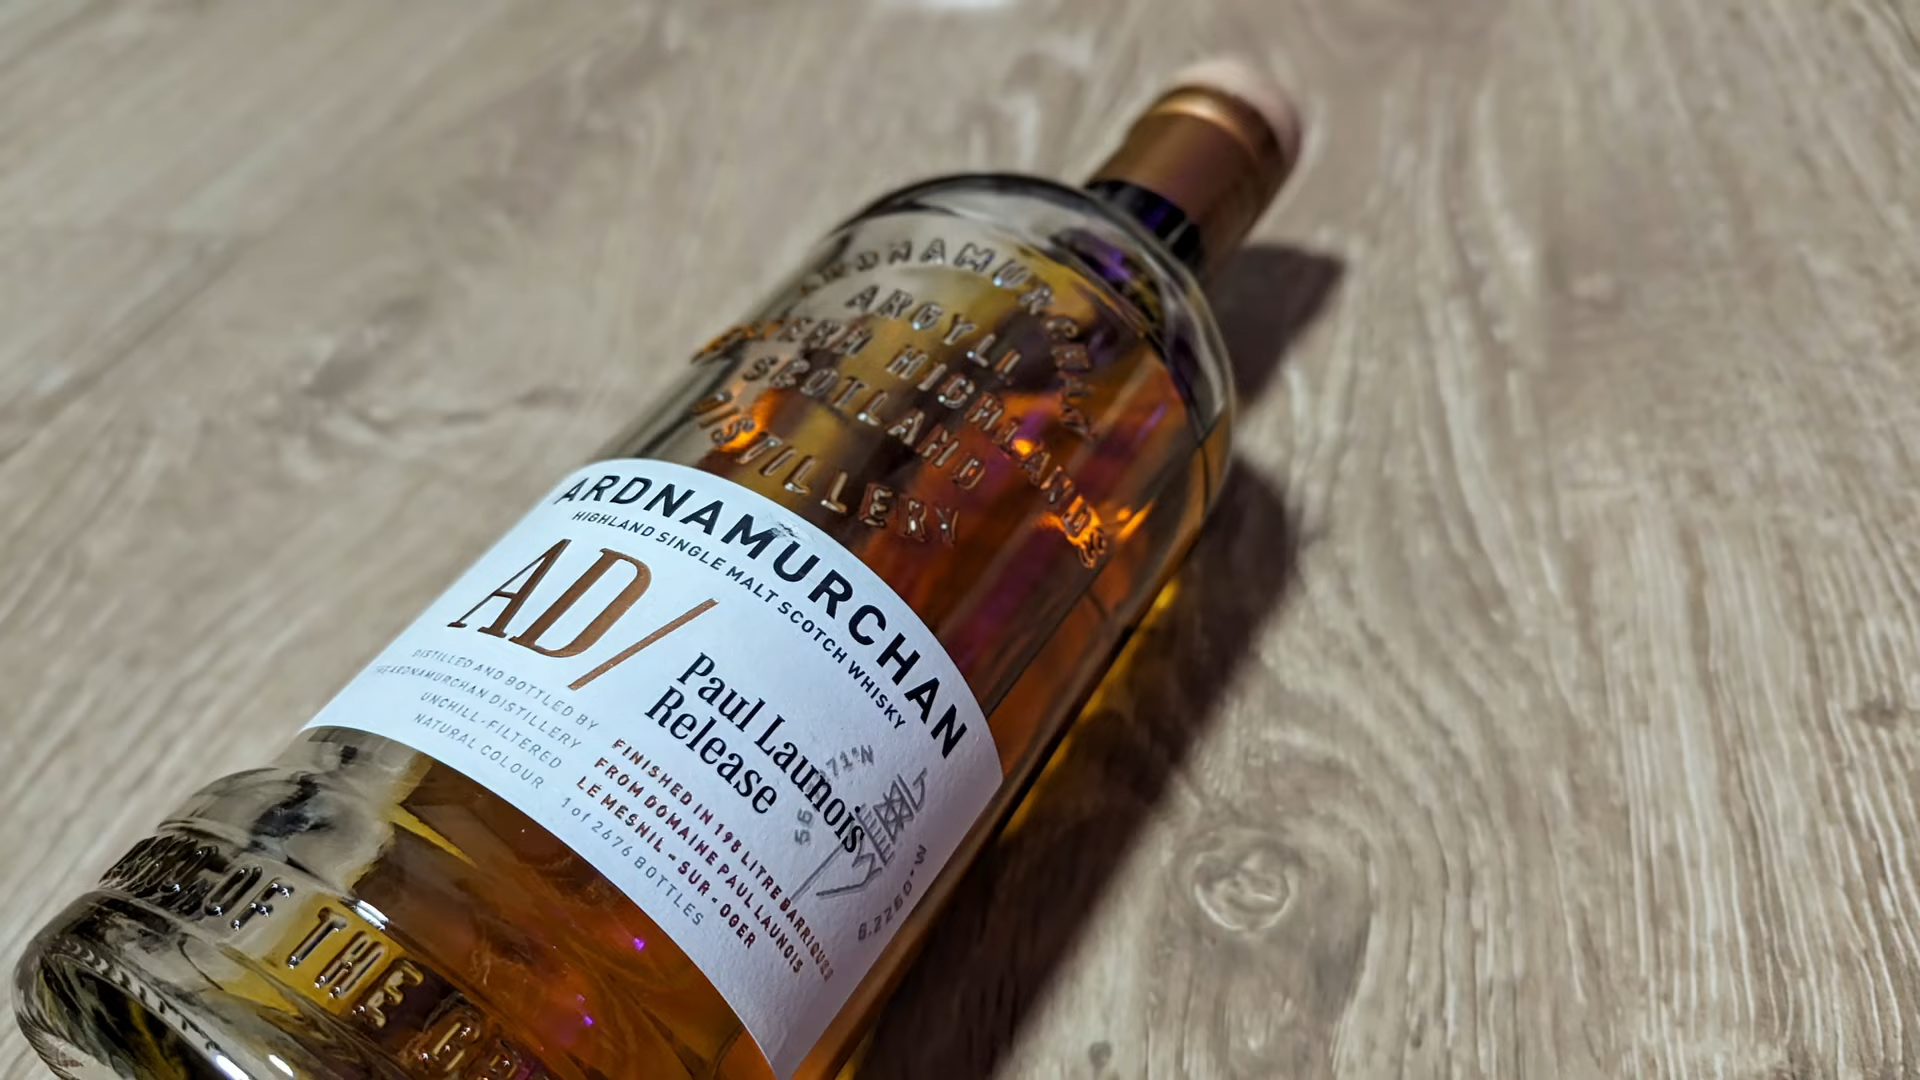 ARDNAMURCHAN
ARGYLL
HIGHLANDS
SCOTLAND
DISTILLERY
ARDNAMURCHAN
HIGHLAND SINGLE MALT SCOTCH WHISKY
AD/
Paul Launois
Release
DISTILLED AND BOTTLED BY
THE ARDNAMURCHAN DISTILLERY
UNCHILL-FILTERED
NATURAL COLOUR
FINISHED IN 198 LITRE BARRIQUES
FROM DOMAINE PAUL LAUNOIS
LE MESNIL - SUR - OGER
1 of 2676 BOTTLES
OF THE